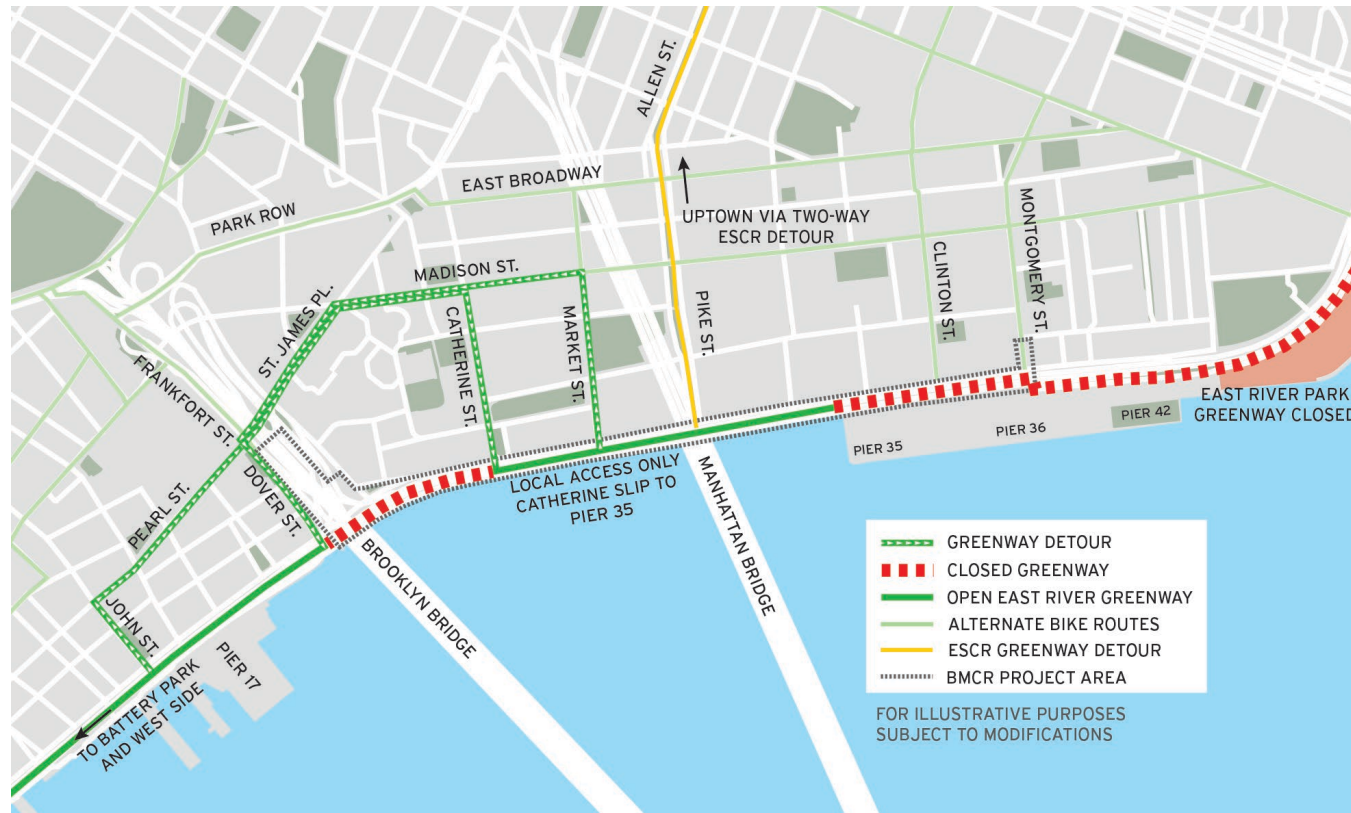 ALLEN ST.
EAST BROADWAY
PARK ROW
UPTOWN VIA TWO-WAY
ESCR DETOUR
MADISON ST.
ST. JAMES PL.
CATHERINE ST.
MARKET ST.
PIKE ST.
CLINTON ST.
MONTGOMERY ST.
FRANKFORT ST.
DOVER ST.
PEARL ST.
JOHN ST.
PIER 17
TO BATTERY PARK
AND WEST SIDE
BROOKLYN BRIDGE
LOCAL ACCESS ONLY
CATHERINE SLIP TO
PIER 35
MANHATTAN BRIDGE
PIER 35
PIER 36
PIER 42
EAST RIVER PARK
GREENWAY CLOSED
GREENWAY DETOUR
CLOSED GREENWAY
OPEN EAST RIVER GREENWAY
ALTERNATE BIKE ROUTES
ESCR GREENWAY DETOUR
BMCR PROJECT AREA
FOR ILLUSTRATIVE PURPOSES
SUBJECT TO MODIFICATIONS